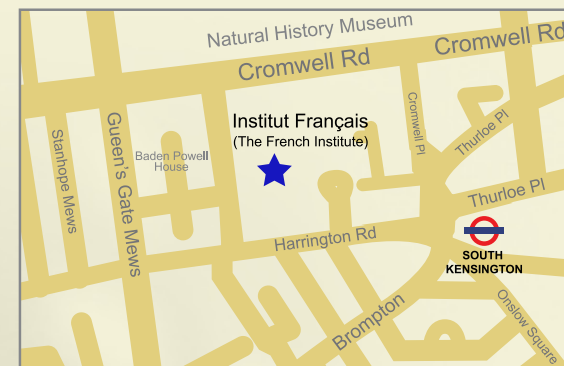 Natural History Museum
Cromwell Rd
Cromwell Rd
Institut Français
(The French Institute)
Cromwell Pl
Thurloe Pl
Stanhope Mews
Gueen's Gate Mews
Baden Powell
House
Thurloe Pl
Harrington Rd
SOUTH
KENSINGTON
Brompton
Onslow Square